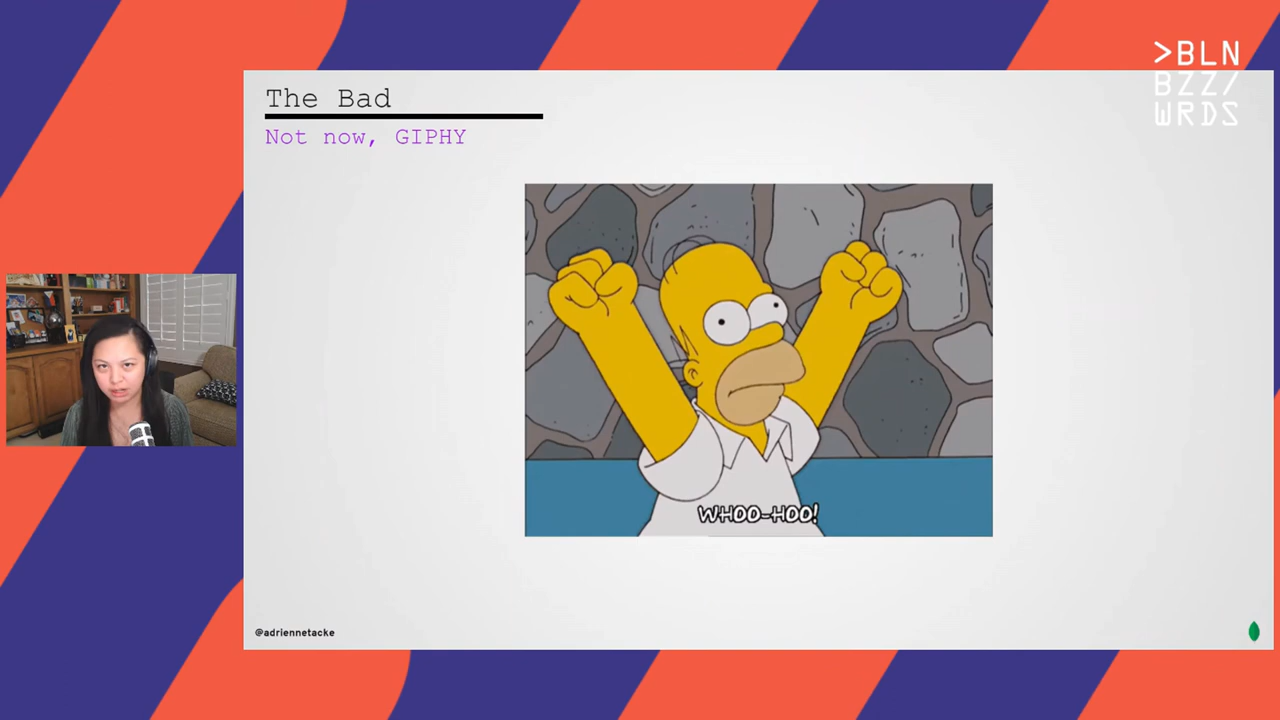 >BLN
BZZ/
WRDS
The Bad
Not now, GIPHY
WHOO-HOO!
@adriennetacke